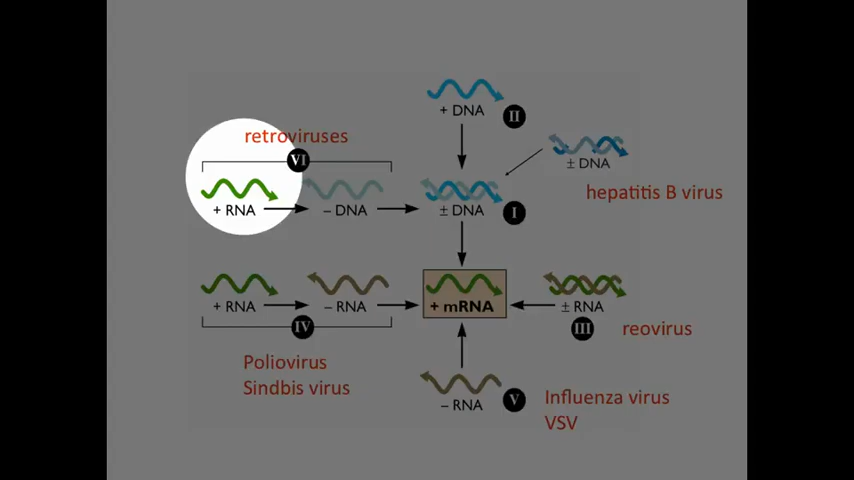 + DNA
II
retroviruses
VI
± DNA
hepatitis B virus
+ RNA
– DNA
± DNA
I
+ RNA
– RNA
+ mRNA
± RNA
IV
III
reovirus
Poliovirus
Sindbis virus
– RNA
V
Influenza virus
VSV